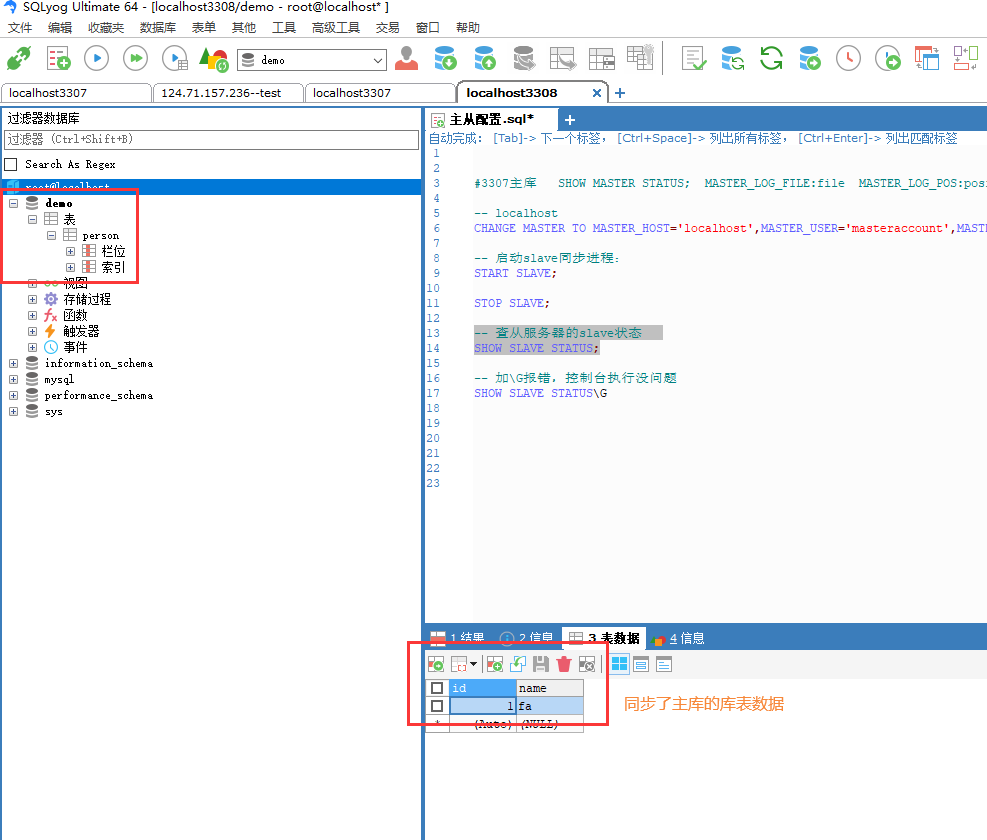 SQLyog Ultimate 64 - [localhost3308/demo - root@localhost* ]
文件 编辑 收藏夹 数据库 表单 其他 工具 高级工具 交易 窗口 帮助
demo
localhost3307 124.71.157.236--test localhost3307 localhost3308
过滤器数据库
过滤器 (Ctrl+Shift+B)
Search As Regex
root@localhost
demo
表
person
栏位
索引
视图
存储过程
函数
触发器
事件
information_schema
mysql
performance_schema
sys
主从配置.sql*
自动完成: [Tab]-> 下一个标签, [Ctrl+Space]-> 列出所有标签, [Ctrl+Enter]-> 列出匹配标签
1
2
3 #3307主库 SHOW MASTER STATUS; MASTER_LOG_FILE:file MASTER_LOG_POS:pos
4
5 -- localhost
6 CHANGE MASTER TO MASTER_HOST='localhost',MASTER_USER='masteraccount',MASTE
7
8 -- 启动slave同步进程:
9 START SLAVE;
10
11 STOP SLAVE;
12
13 -- 查从服务器的slave状态
14 SHOW SLAVE STATUS;
15
16 -- 加\G报错，控制台执行没问题
17 SHOW SLAVE STATUS\G
18
19
20
21
22
23
1 结果 2 信息 3 表数据 4 信息
id name
1 fa
* (Auto) (NULL)
同步了主库的库表数据